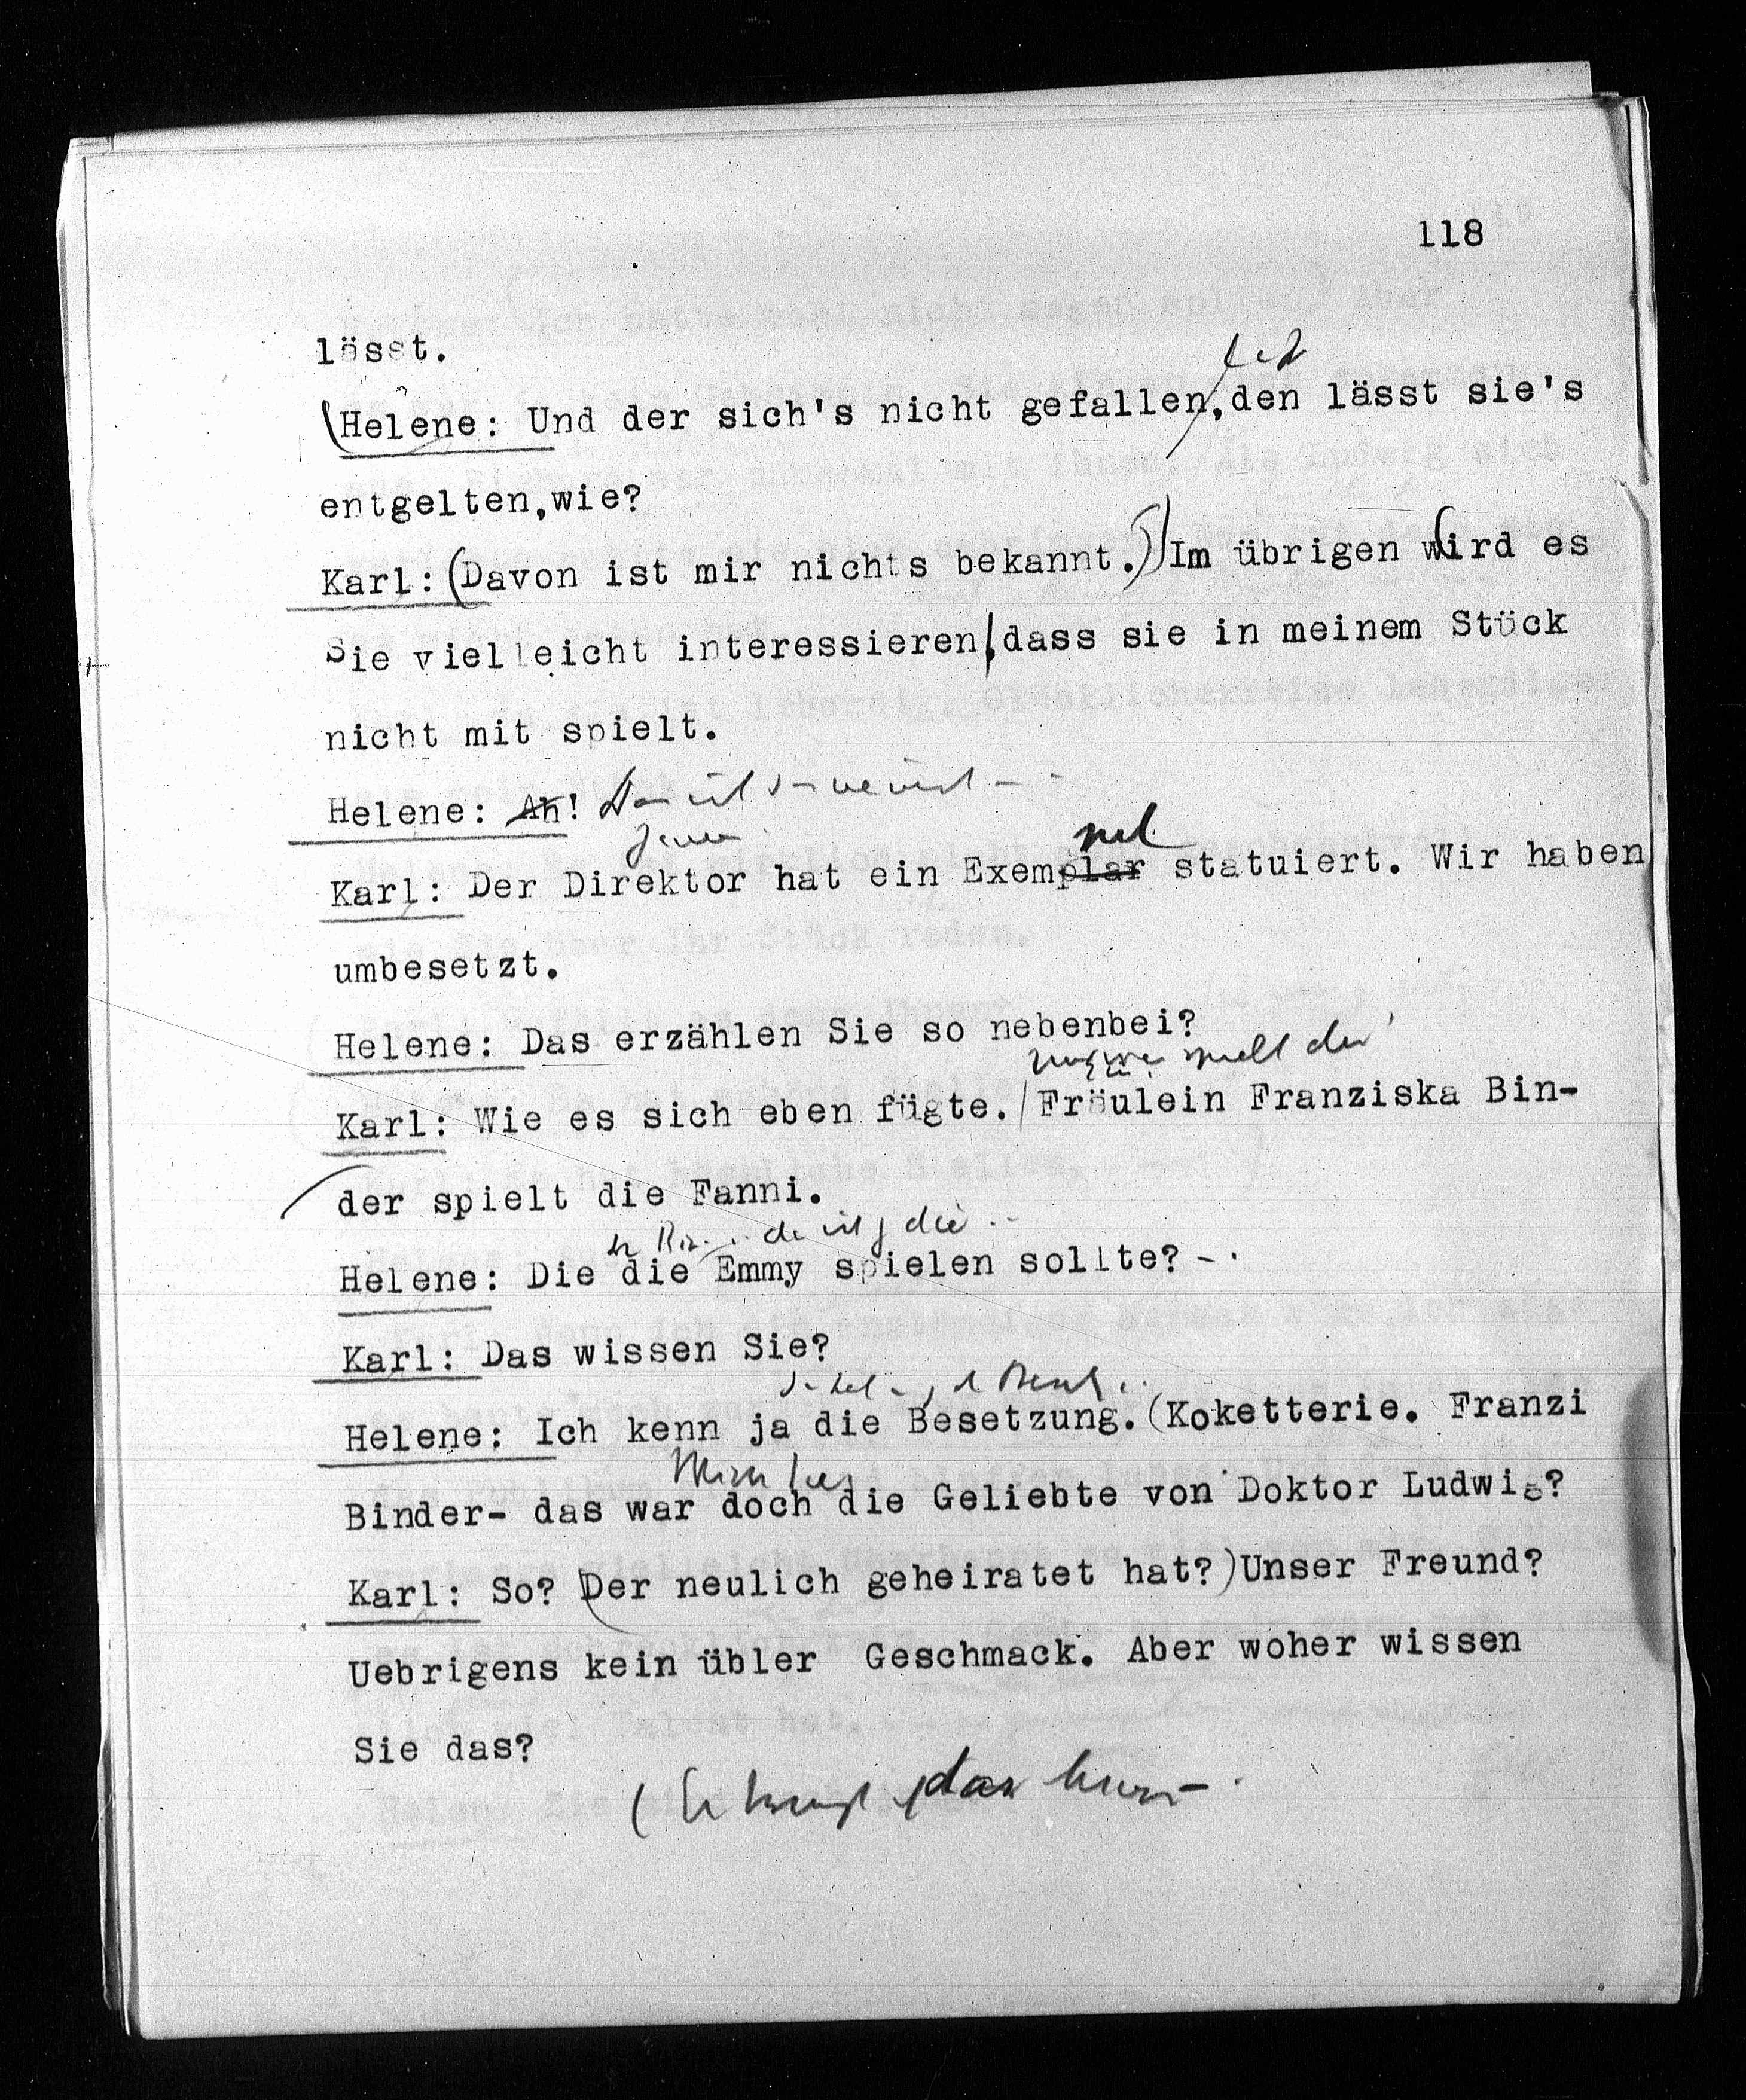 118
lässt.
Helene: Und der sich's nicht gefallen, den lässt sie's
entgelten,wie?
Karl: (Davon ist mir nichts bekannt.) Im übrigen wird es
Sie vielleicht interessieren, dass sie in meinem Stück
nicht mit spielt.
Helene: Ah!
nel
Karl: Der Direktor hat ein Exemplar statuiert. Wir haben
umbesetzt.
Helene: Das erzählen Sie so nebenbei?
spielt die
Karl: Wie es sich eben fügte. Fräulein Franziska Bin-
der spielt die Fanni.
die
Helene: Die die Emmy spielen sollte? -
Karl: Das wissen Sie?
Helene: Ich kenn ja die Besetzung. (Koketterie. Franzi
Binder- das war doch die Geliebte von Doktor Ludwig?
Karl: So? (Der neulich geheiratet hat?) Unser Freund?
Uebrigens kein übler Geschmack. Aber woher wissen
Sie das?
das